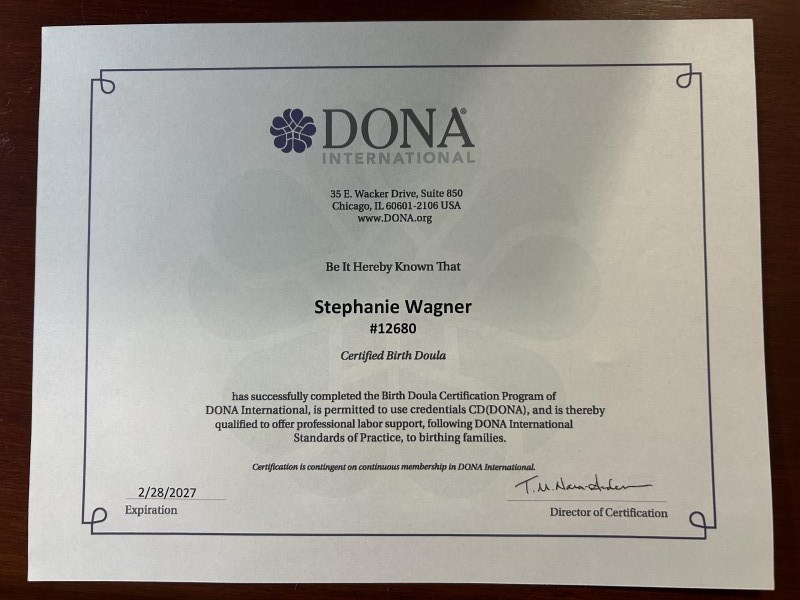 DONA®
INTERNATIONAL
35 E. Wacker Drive, Suite 850
Chicago, IL 60601-2106 USA
www.DONA.org
Be It Hereby Known That
Stephanie Wagner
#12680
Certified Birth Doula
has successfully completed the Birth Doula Certification Program of
DONA International, is permitted to use credentials CD(DONA), and is thereby
qualified to offer professional labor support, following DONA International
Standards of Practice, to birthing families.
Certification is contingent on continuous membership in DONA International.
2/28/2027
Expiration
T.M.
Director of Certification